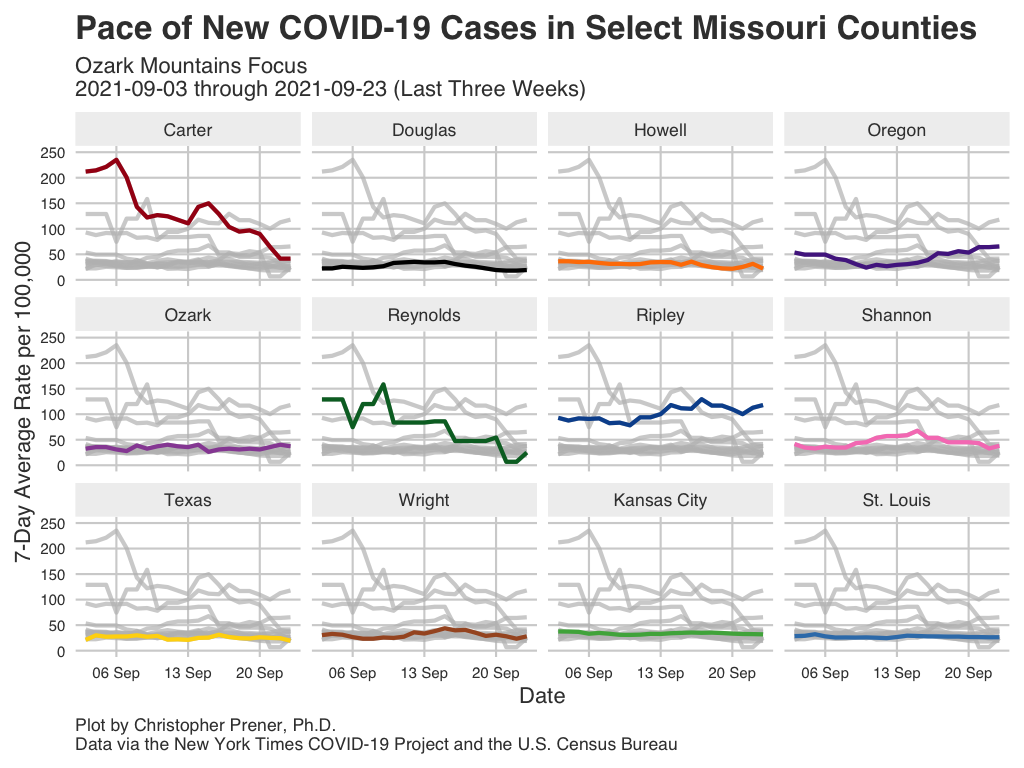 Pace of New COVID-19 Cases in Select Missouri Counties
Ozark Mountains Focus
2021-09-03 through 2021-09-23 (Last Three Weeks)
7-Day Average Rate per 100,000
Carter
Douglas
Howell
Oregon
250
200
150
100
50
0
Ozark
Reynolds
Ripley
Shannon
250
200
150
100
50
0
Texas
Wright
Kansas City
St. Louis
250
200
150
100
50
0
06 Sep
13 Sep
20 Sep
06 Sep
13 Sep
20 Sep
06 Sep
13 Sep
20 Sep
06 Sep
13 Sep
20 Sep
Date
Plot by Christopher Prener, Ph.D.
Data via the New York Times COVID-19 Project and the U.S. Census Bureau